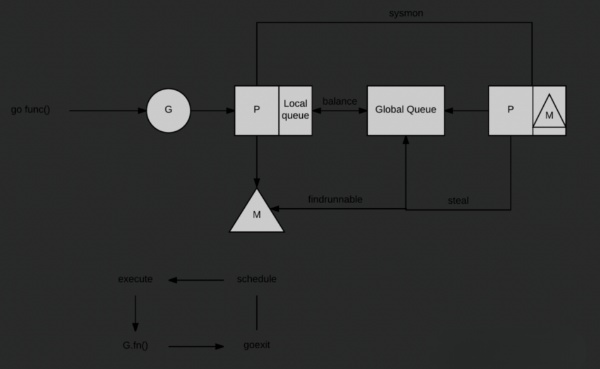 sysmon
go func()
G
P
Local
queue
balance
Global Queue
P
M
M
findrunnable
steal
execute
schedule
G.fn()
goexit